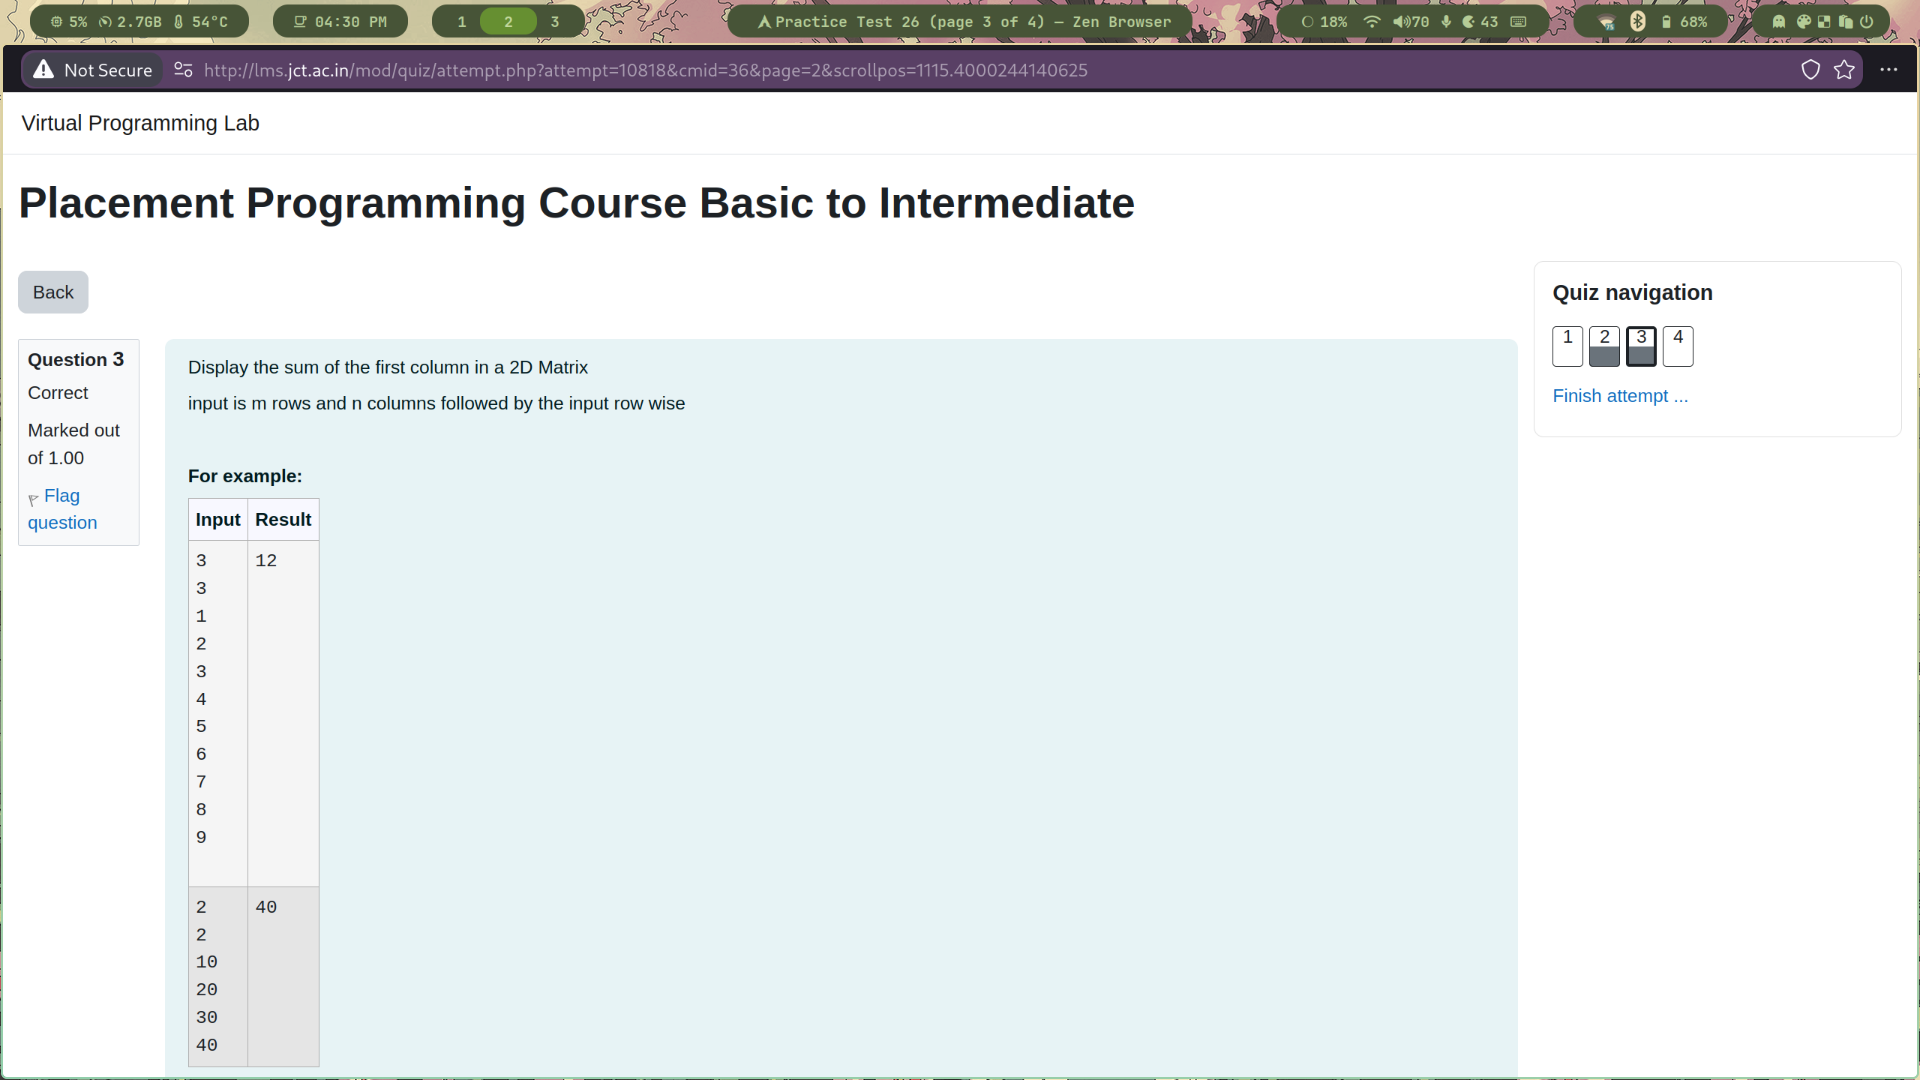 5% 2.7GB 54°C 04:30 PM 1 2 3 Practice Test 26 (page 3 of 4) — Zen Browser 18% 70 43 68%
Not Secure http://lms.jct.ac.in/mod/quiz/attempt.php?attempt=10818&cmid=36&page=2&scrollpos=1115.4000244140625
Virtual Programming Lab
Placement Programming Course Basic to Intermediate
Back
Question 3
Correct
Marked out
of 1.00
Flag
question
Display the sum of the first column in a 2D Matrix
input is m rows and n columns followed by the input row wise
For example:
Input Result
3 12
3
1
2
3
4
5
6
7
8
9
2 40
2
10
20
30
40
Quiz navigation
1 2 3 4
Finish attempt ...